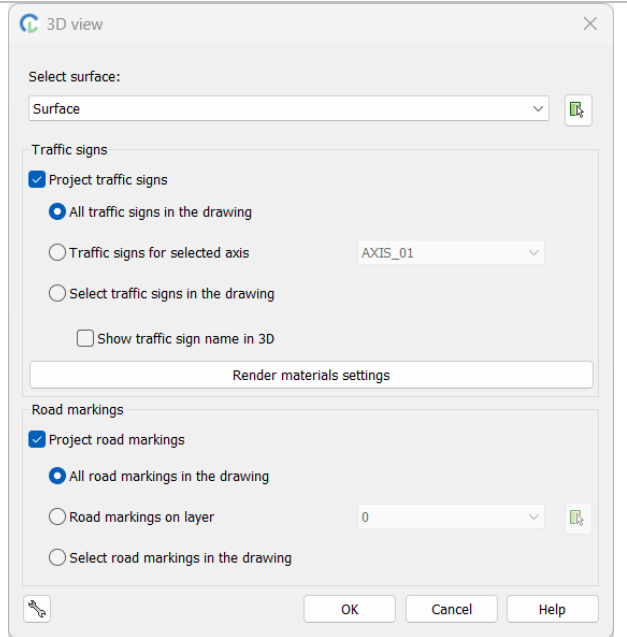 3D view
Select surface:
Surface
Traffic signs
Project traffic signs
All traffic signs in the drawing
Traffic signs for selected axis AXIS_01
Select traffic signs in the drawing
Show traffic sign name in 3D
Render materials settings
Road markings
Project road markings
All road markings in the drawing
Road markings on layer 0
Select road markings in the drawing
OK Cancel Help